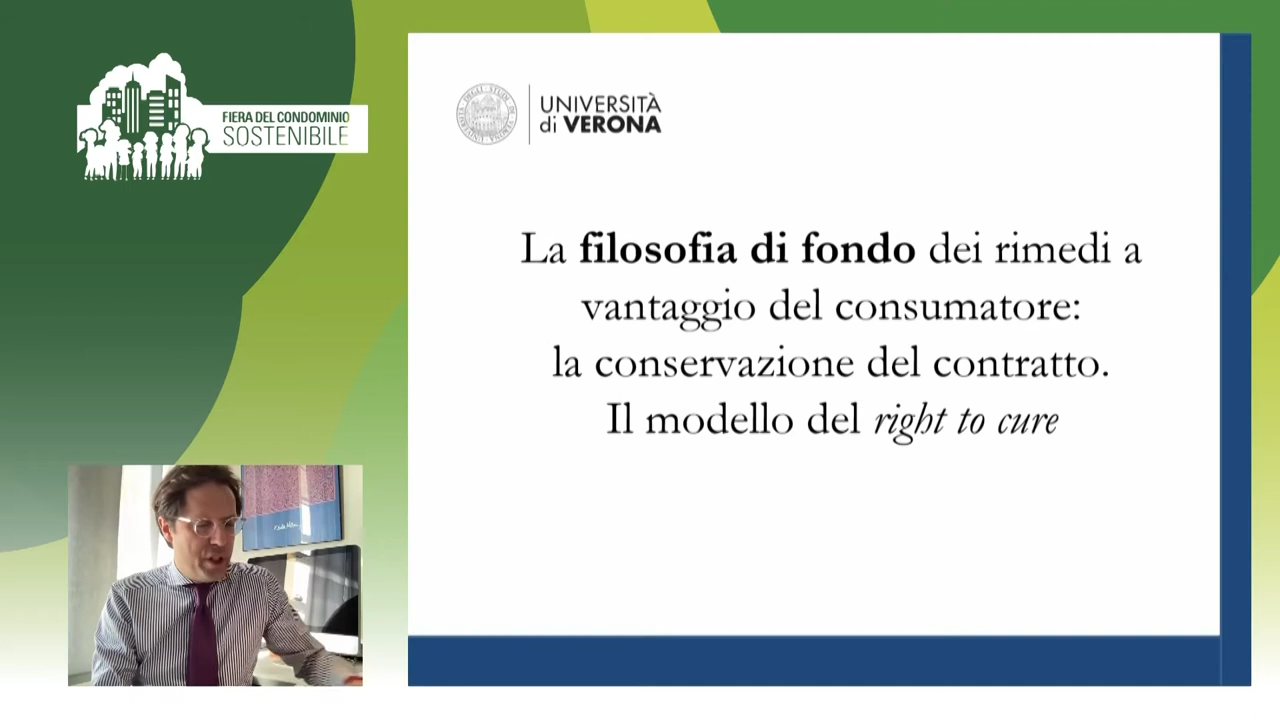 FIERA DEL CONDOMINIO
SOSTENIBILE
UNIVERSITÀ
di VERONA
La filosofia di fondo dei rimedi a
vantaggio del consumatore:
la conservazione del contratto.
Il modello del right to cure